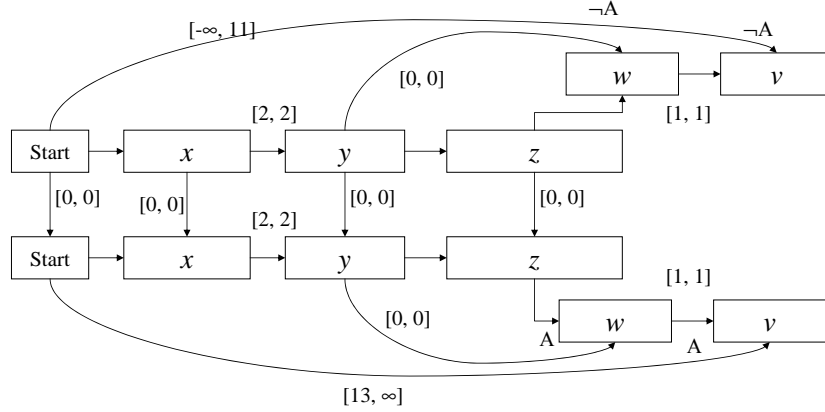 ¬A
[-∞, 11]
¬A
[0, 0]
w
v
[2, 2]
[1, 1]
Start
x
y
z
[0, 0]
[0, 0]
[0, 0]
[0, 0]
[2, 2]
Start
x
y
z
[1, 1]
[0, 0]
w
v
A
A
[13, ∞]